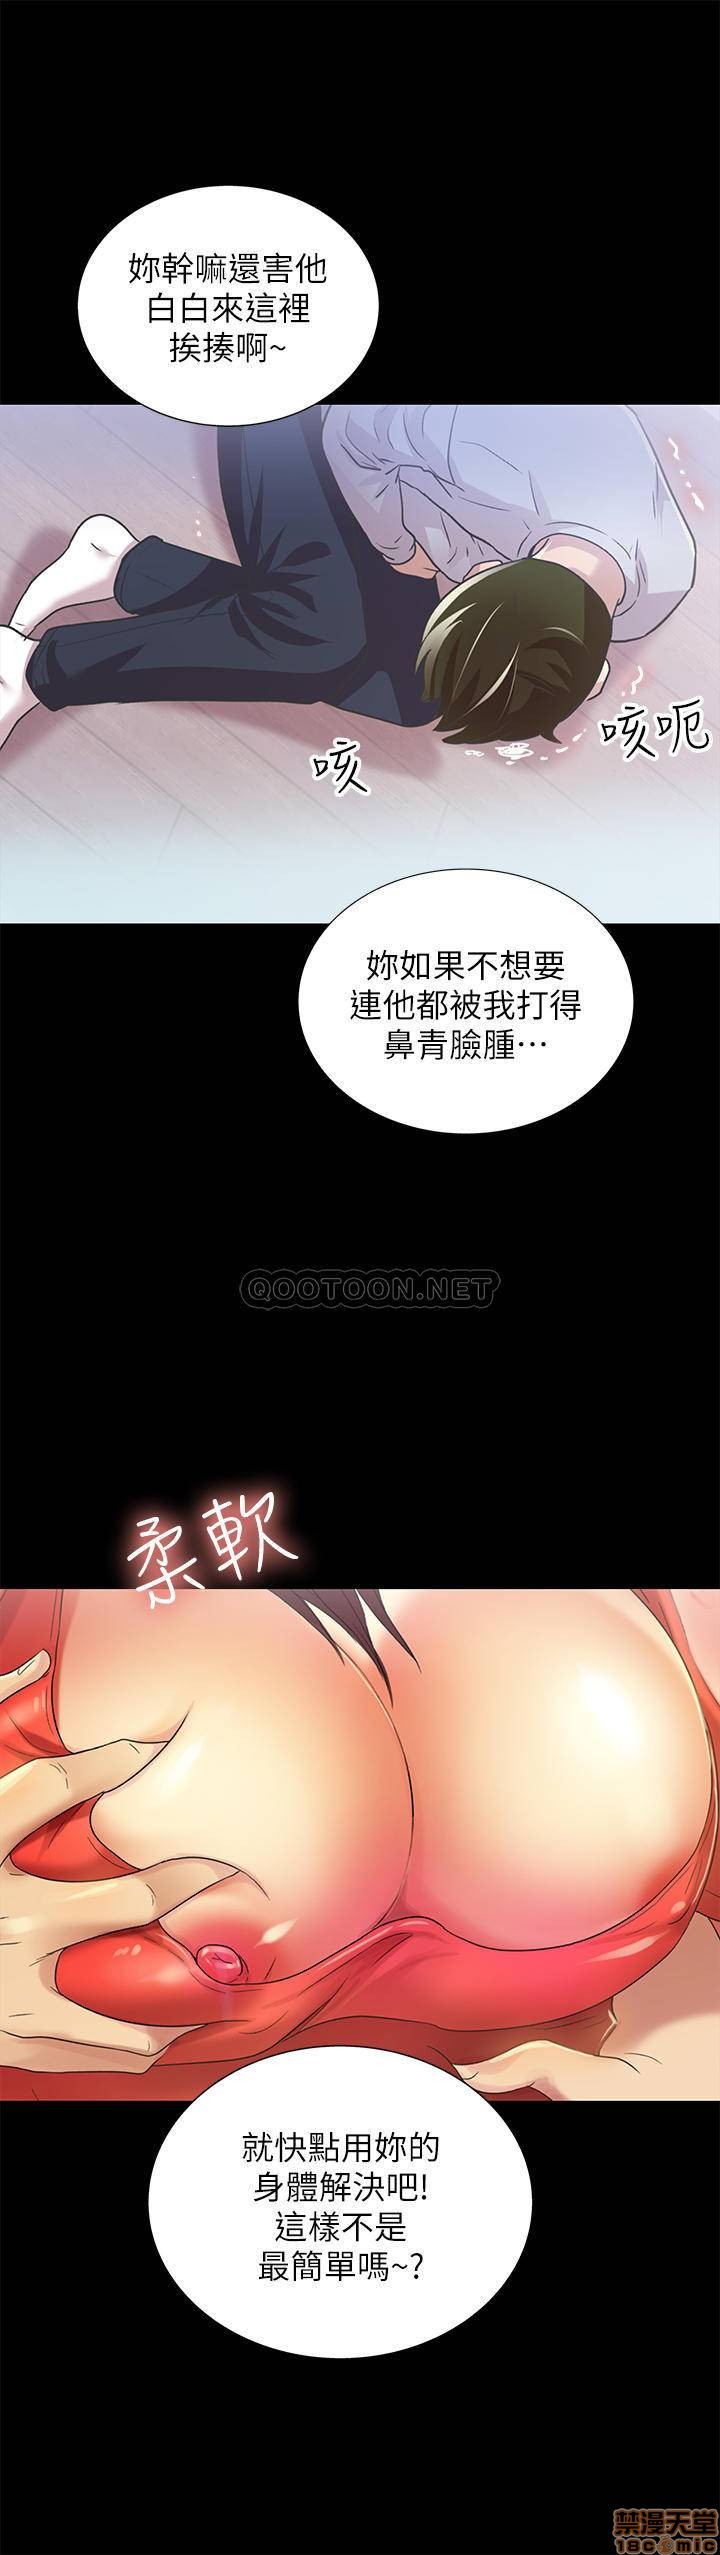 妳幹嘛還害他
白白來這裡
挨揍啊~
咳呃
咳
妳如果不想要
連他都被我打得
鼻青臉腫…
QOOTOON.NET
柔軟
就快點用妳的
身體解決吧!
這樣不是
最簡單嗎~?
禁漫天堂
18comic